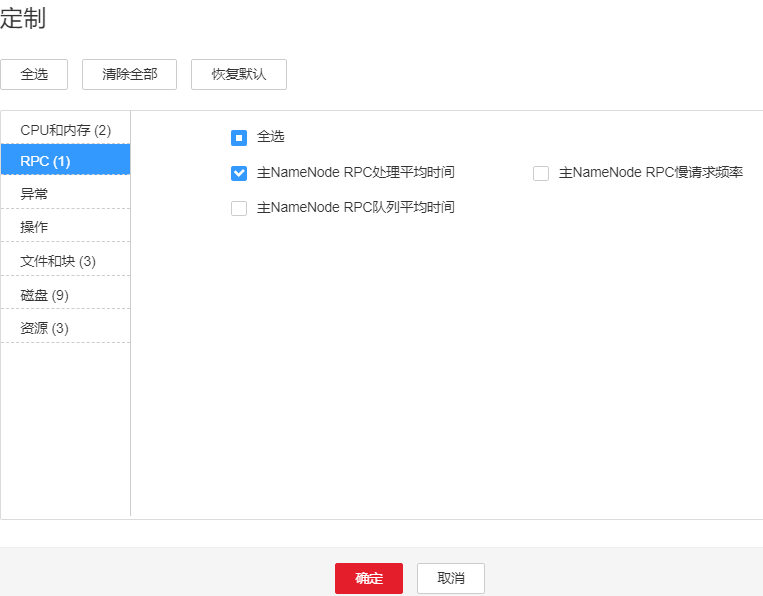 定制
全选 清除全部 恢复默认
CPU和内存 (2)
全选
RPC (1)
主NameNode RPC处理平均时间 主NameNode RPC慢请求频率
异常
主NameNode RPC队列平均时间
操作
文件和块 (3)
磁盘 (9)
资源 (3)
确定 取消